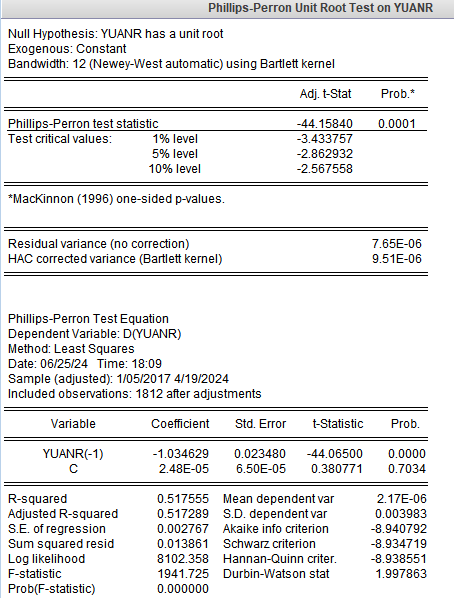 Phillips-Perron Unit Root Test on YUANR
Null Hypothesis: YUANR has a unit root
Exogenous: Constant
Bandwidth: 12 (Newey-West automatic) using Bartlett kernel
Adj. t-Stat Prob.*
Phillips-Perron test statistic -44.15840 0.0001
Test critical values: 1% level -3.433757
5% level -2.862932
10% level -2.567558
*MacKinnon (1996) one-sided p-values.
Residual variance (no correction) 7.65E-06
HAC corrected variance (Bartlett kernel) 9.51E-06
Phillips-Perron Test Equation
Dependent Variable: D(YUANR)
Method: Least Squares
Date: 06/25/24 Time: 18:09
Sample (adjusted): 1/05/2017 4/19/2024
Included observations: 1812 after adjustments
Variable Coefficient Std. Error t-Statistic Prob.
YUANR(-1) -1.034629 0.023480 -44.06500 0.0000
C 2.48E-05 6.50E-05 0.380771 0.7034
R-squared 0.517555 Mean dependent var 2.17E-06
Adjusted R-squared 0.517289 S.D. dependent var 0.003983
S.E. of regression 0.002767 Akaike info criterion -8.940792
Sum squared resid 0.013861 Schwarz criterion -8.934719
Log likelihood 8102.358 Hannan-Quinn criter. -8.938551
F-statistic 1941.725 Durbin-Watson stat 1.997863
Prob(F-statistic) 0.000000